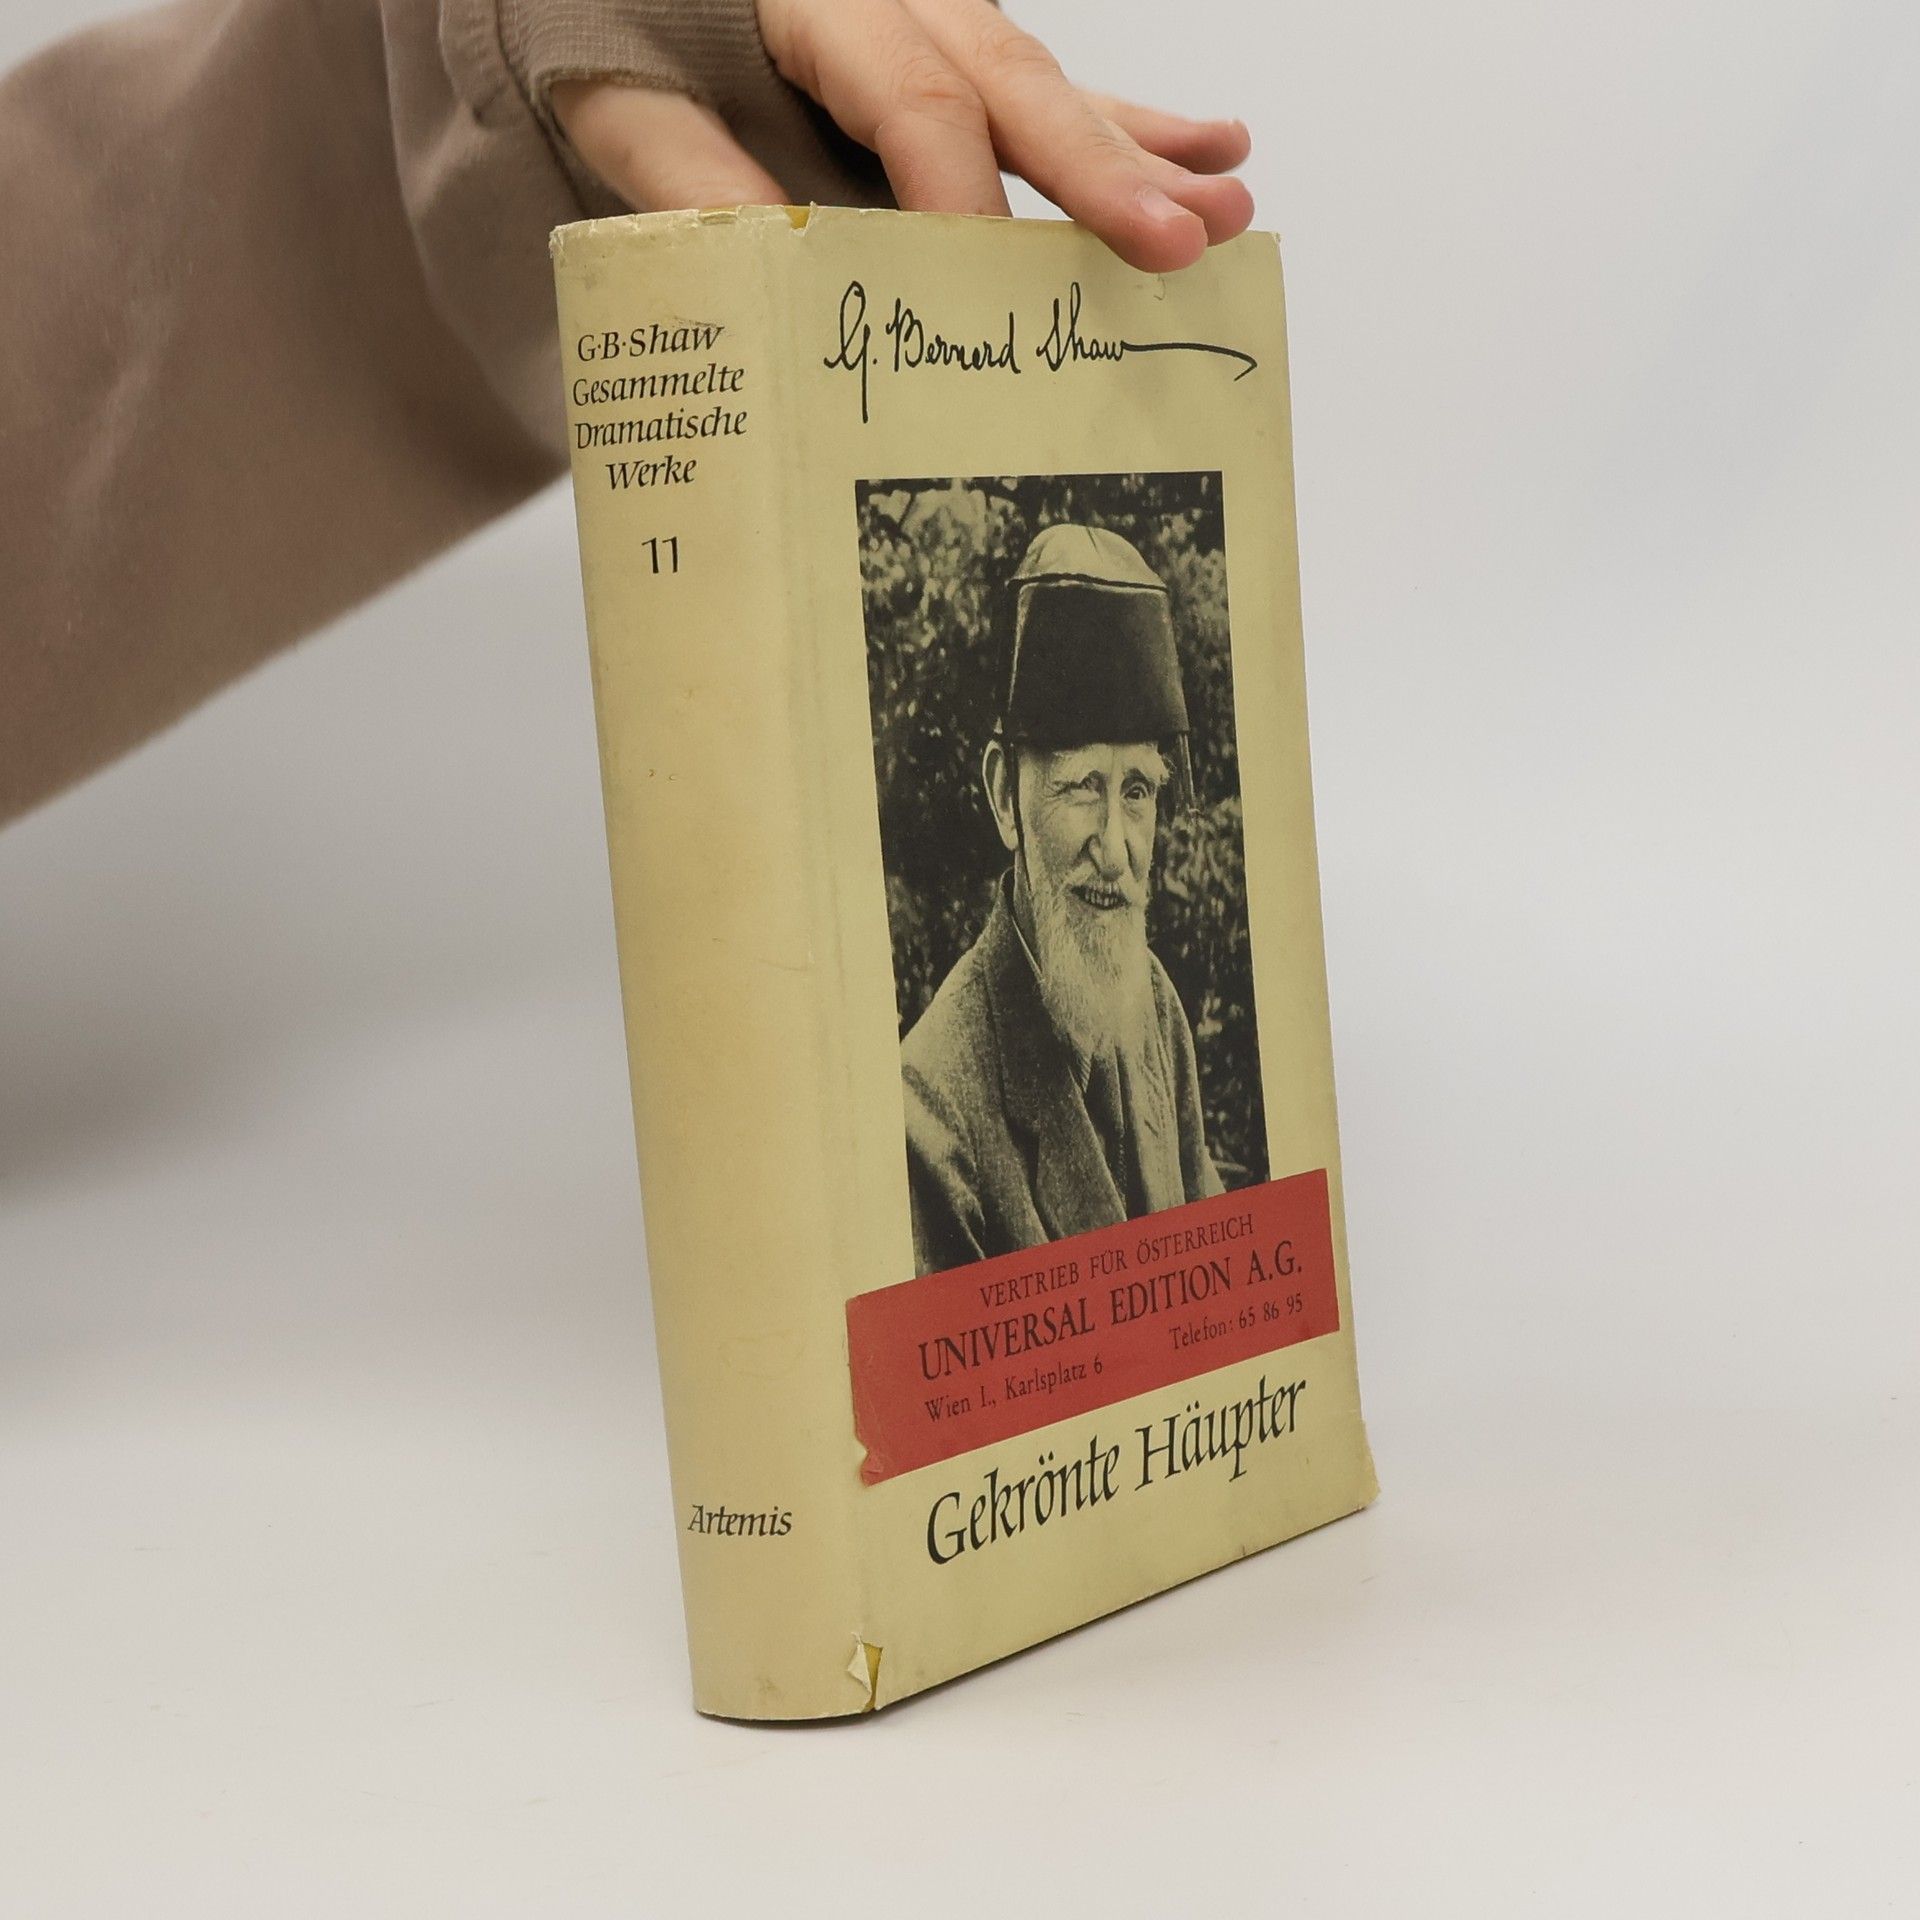 G·B·Shaw
Gesammelte
Dramatische
Werke
11
Artemis
G. Bernard Shaw
VERTRIEB FÜR ÖSTERREICH
UNIVERSAL EDITION A.G.
Wien I., Karlsplatz 6 Telefon: 65 86 95
Gekrönte Häupter